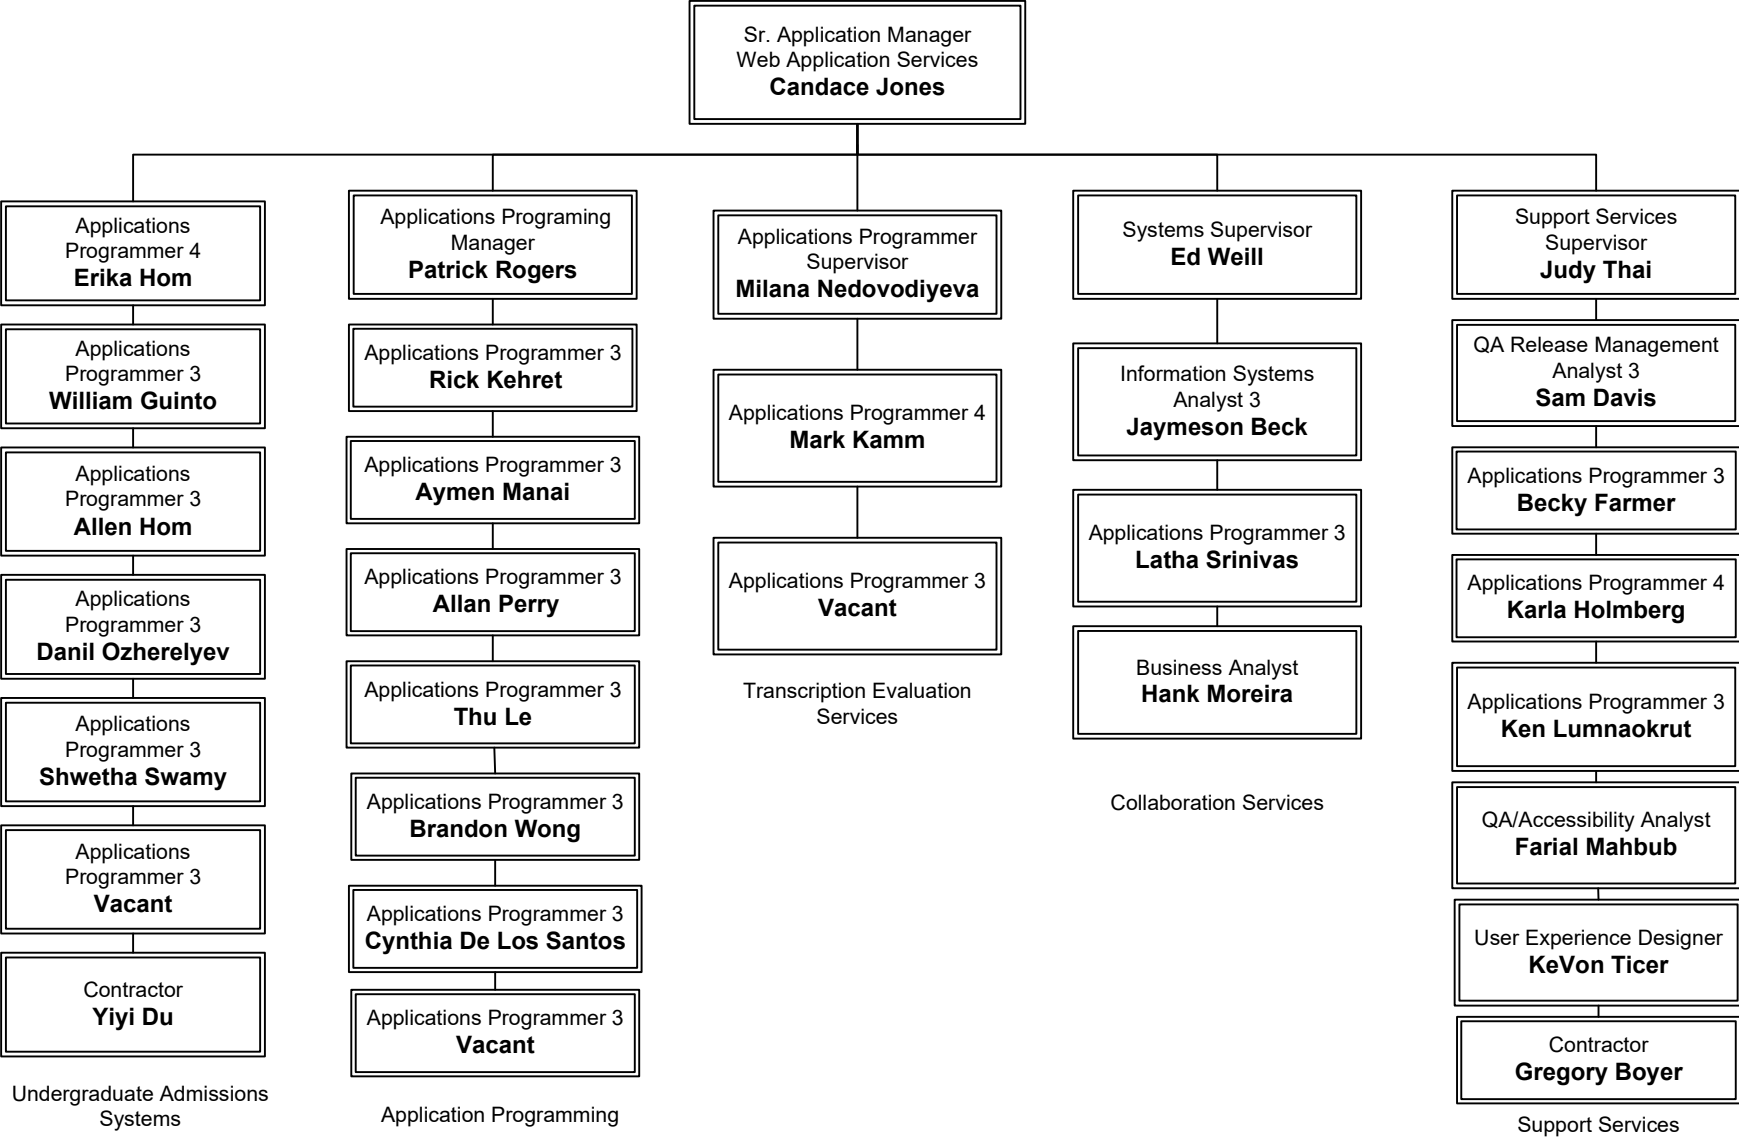 Sr. Application Manager
Web Application Services
Candace Jones
Applications
Programmer 4
Erika Hom
Applications
Programmer 3
William Guinto
Applications
Programmer 3
Allen Hom
Applications
Programmer 3
Danil Ozherelyev
Applications
Programmer 3
Shwetha Swamy
Applications
Programmer 3
Vacant
Contractor
Yiyi Du
Undergraduate Admissions
Systems
Applications Programing
Manager
Patrick Rogers
Applications Programmer 3
Rick Kehret
Applications Programmer 3
Aymen Manai
Applications Programmer 3
Allan Perry
Applications Programmer 3
Thu Le
Applications Programmer 3
Brandon Wong
Applications Programmer 3
Cynthia De Los Santos
Applications Programmer 3
Vacant
Application Programming
Applications Programmer
Supervisor
Milana Nedovodiyeva
Applications Programmer 4
Mark Kamm
Applications Programmer 3
Vacant
Transcription Evaluation
Services
Systems Supervisor
Ed Weill
Information Systems
Analyst 3
Jaymeson Beck
Applications Programmer 3
Latha Srinivas
Business Analyst
Hank Moreira
Collaboration Services
Support Services
Supervisor
Judy Thai
QA Release Management
Analyst 3
Sam Davis
Applications Programmer 3
Becky Farmer
Applications Programmer 4
Karla Holmberg
Applications Programmer 3
Ken Lumnaokrut
QA/Accessibility Analyst
Farial Mahbub
User Experience Designer
KeVon Ticer
Contractor
Gregory Boyer
Support Services